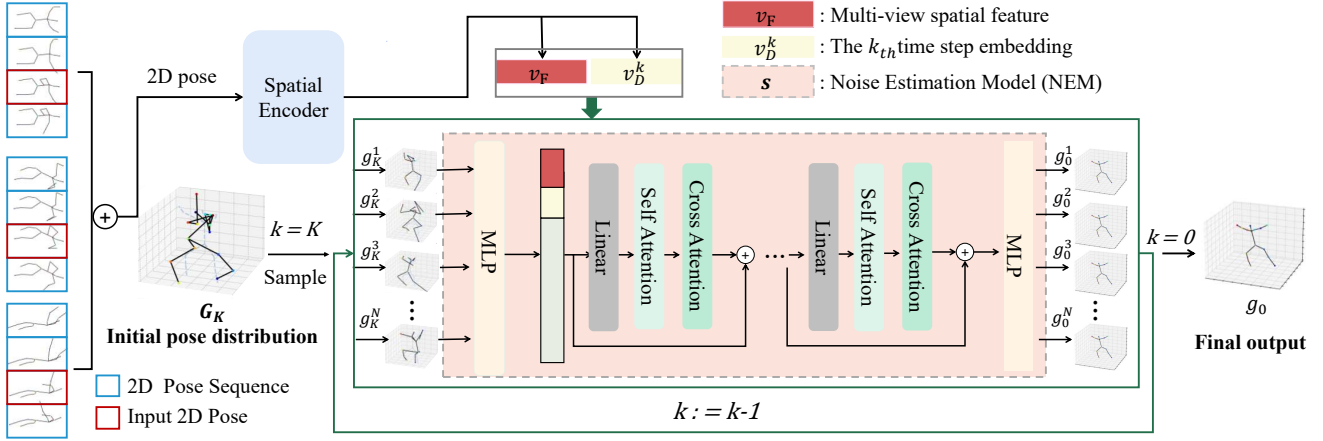 v_F : Multi-view spatial feature
v_D^k : The k_th time step embedding
s : Noise Estimation Model (NEM)
2D pose
Spatial
Encoder
v_F v_D^k
+
k = K
Sample
G_K
Initial pose distribution
2D Pose Sequence
Input 2D Pose
g_K^1
g_K^2
g_K^3
...
g_K^N
MLP
Linear
Self Attention
Cross Attention
+
...
Linear
Self Attention
Cross Attention
+
MLP
g_0^1
g_0^2
g_0^3
...
g_0^N
k : = k-1
k = 0
g_0
Final output